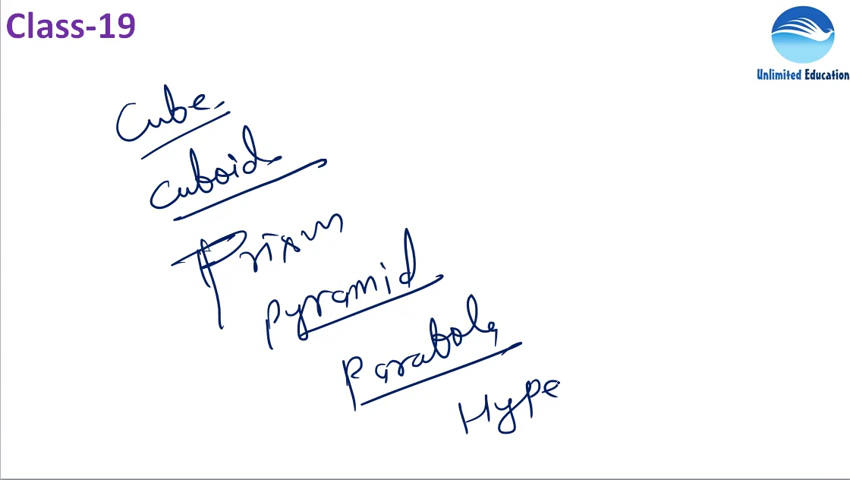 Class-19
Unlimited Education
Cube
Cuboid
Prism
Pyramid
Parabola
Hype